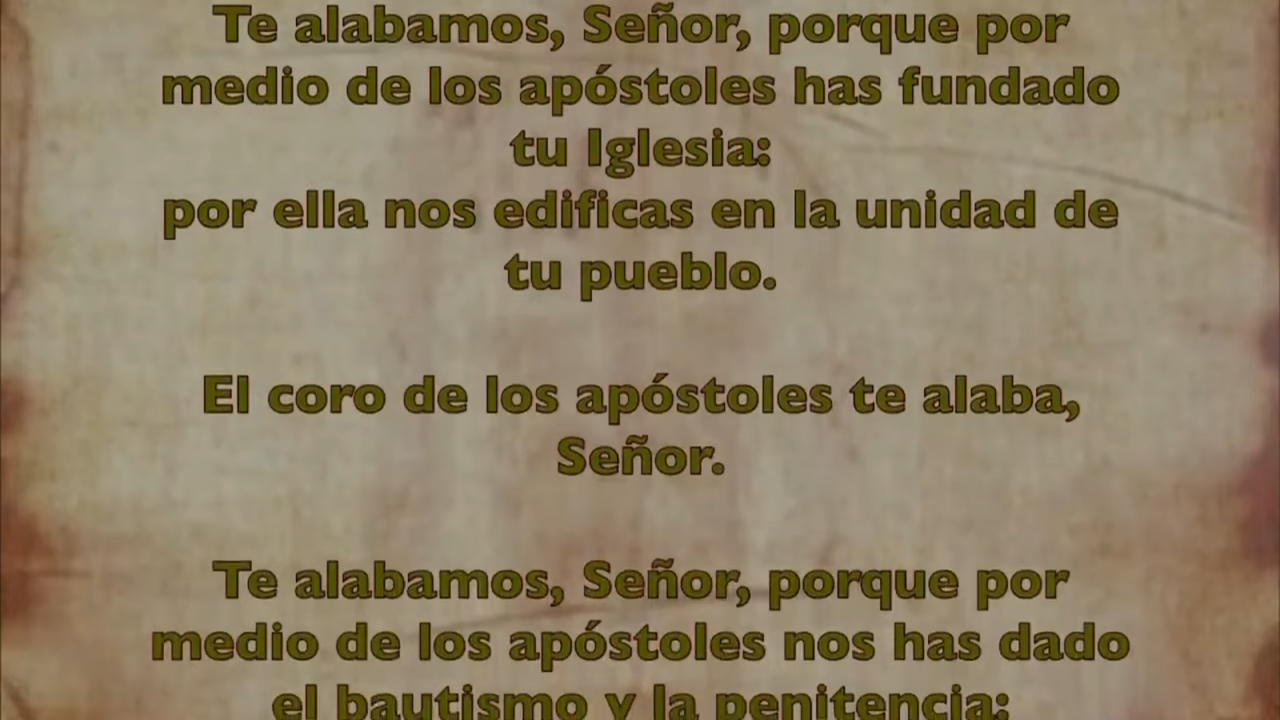 Te alabamos, Señor, porque por
medio de los apóstoles has fundado
tu Iglesia:
por ella nos edificas en la unidad de
tu pueblo.
El coro de los apóstoles te alaba,
Señor.
Te alabamos, Señor, porque por
medio de los apóstoles nos has dado
el bautismo y la penitencia: